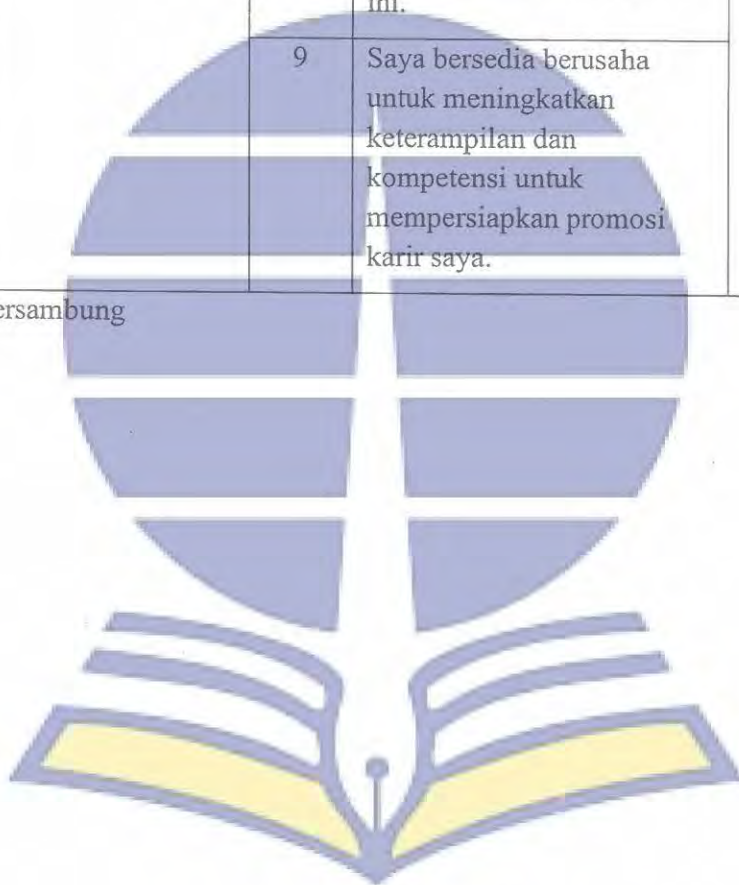 ini.
9 Saya bersedia berusaha
untuk meningkatkan
keterampilan dan
kompetensi untuk
mempersiapkan promosi
karir saya.
ersambung